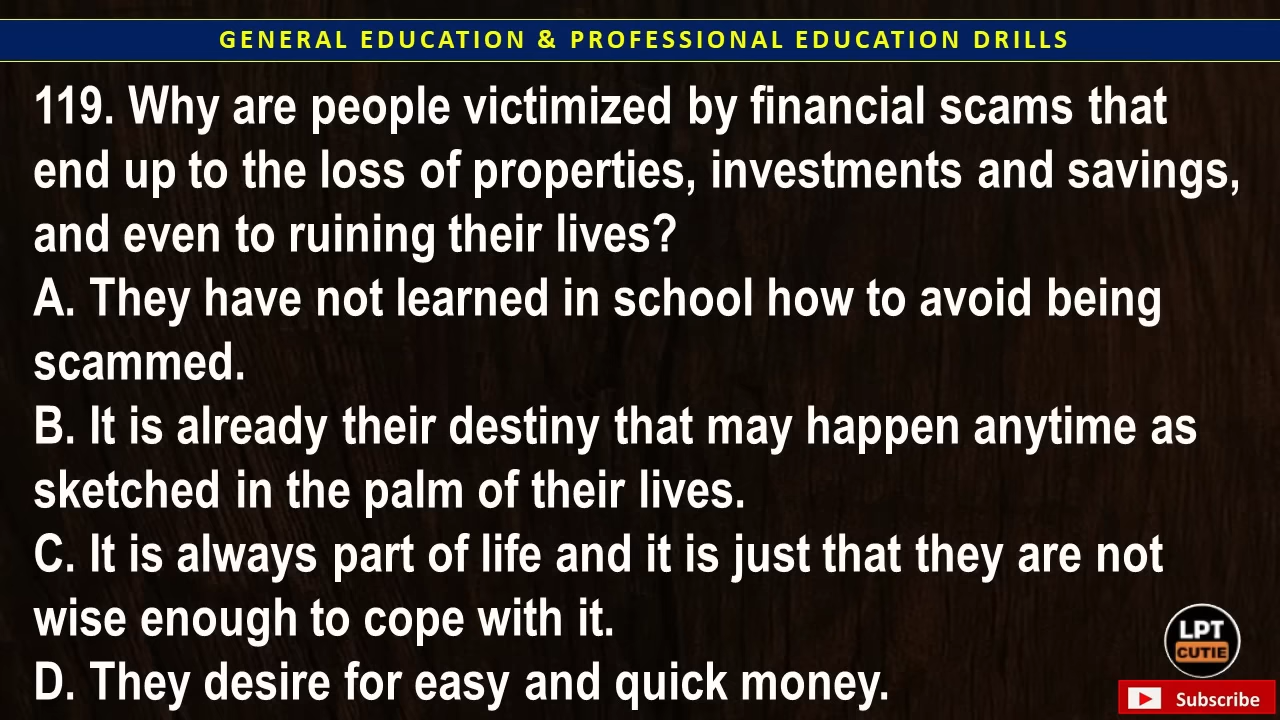 GENERAL EDUCATION & PROFESSIONAL EDUCATION DRILLS
119. Why are people victimized by financial scams that
end up to the loss of properties, investments and savings,
and even to ruining their lives?
A. They have not learned in school how to avoid being
scammed.
B. It is already their destiny that may happen anytime as
sketched in the palm of their lives.
C. It is always part of life and it is just that they are not
wise enough to cope with it.
D. They desire for easy and quick money.
LPT
CUTIE
Subscribe